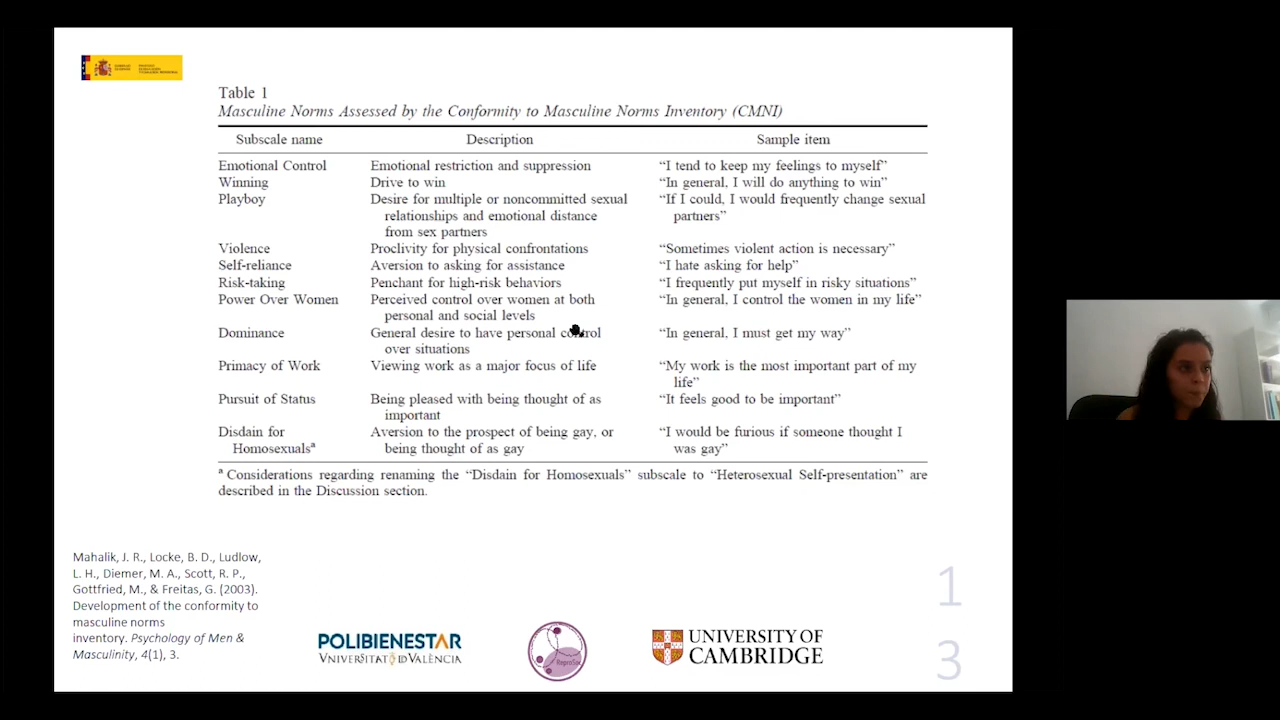 Table 1
Masculine Norms Assessed by the Conformity to Masculine Norms Inventory (CMNI)
Subscale name Description Sample item
Emotional Control Emotional restriction and suppression “I tend to keep my feelings to myself”
Winning Drive to win “In general, I will do anything to win”
Playboy Desire for multiple or noncommitted sexual “If I could, I would frequently change sexual
relationships and emotional distance partners”
from sex partners
Violence Proclivity for physical confrontations “Sometimes violent action is necessary”
Self-reliance Aversion to asking for assistance “I hate asking for help”
Risk-taking Penchant for high-risk behaviors “I frequently put myself in risky situations”
Power Over Women Perceived control over women at both “In general, I control the women in my life”
personal and social levels
Dominance General desire to have personal control “In general, I must get my way”
over situations
Primacy of Work Viewing work as a major focus of life “My work is the most important part of my
life”
Pursuit of Status Being pleased with being thought of as “It feels good to be important”
important
Disdain for Aversion to the prospect of being gay, or “I would be furious if someone thought I
Homosexualsᵃ being thought of as gay was gay”
ᵃ Considerations regarding renaming the “Disdain for Homosexuals” subscale to “Heterosexual Self-presentation” are
described in the Discussion section.
Mahalik, J. R., Locke, B. D., Ludlow,
L. H., Diemer, M. A., Scott, R. P.,
Gottfried, M., & Freitas, G. (2003).
Development of the conformity to
masculine norms
inventory. Psychology of Men &
Masculinity, 4(1), 3.
POLIBIENESTAR
VNIVERSITAT ID VALÈNCIA
ReproSoc
UNIVERSITY OF
CAMBRIDGE
1
3